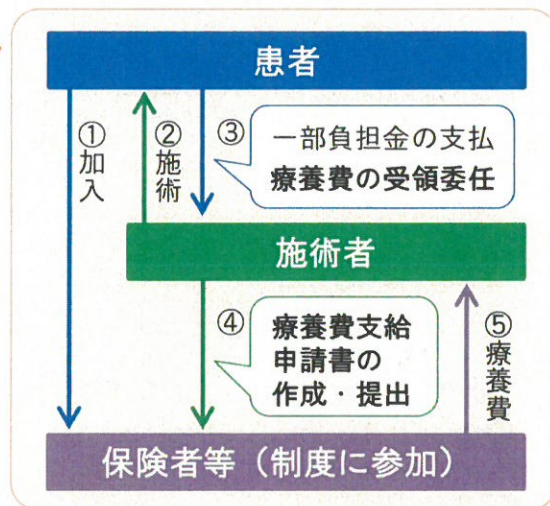 患者
①加入
②施術
③
一部負担金の支払
療養費の受領委任
施術者
④
療養費支給
申請書の
作成・提出
⑤療養費
保険者等（制度に参加）